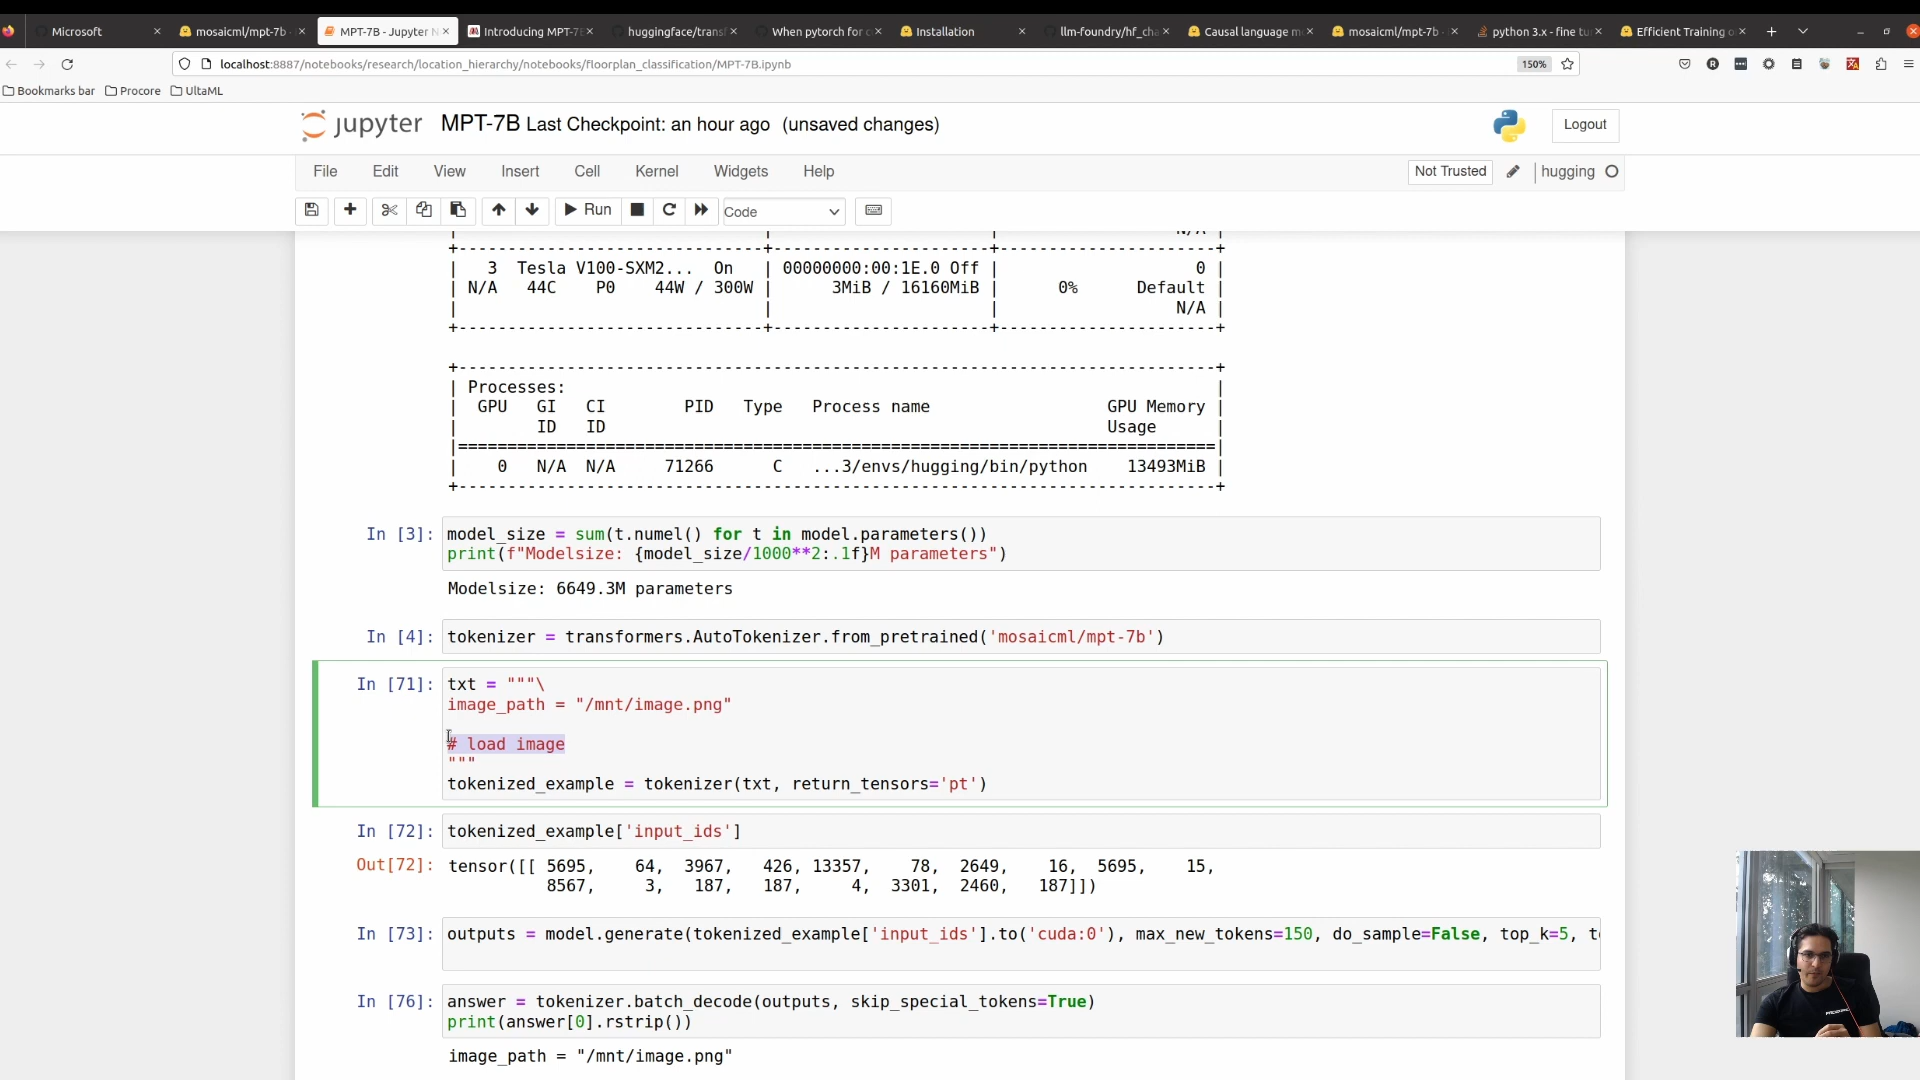 Microsoft
mosaicml/mpt-7b
MPT-7B - Jupyter N
Introducing MPT-7
huggingface/trans
When pytorch for c
Installation
llm-foundry/hf_ch
Causal language m
mosaicml/mpt-7b
python 3.x - fine tu
Efficient Training o
localhost:8887/notebooks/research/location_hierarchy/notebooks/floorplan_classification/MPT-7B.ipynb
150%
Bookmarks bar
Procore
UltaML
jupyter
MPT-7B Last Checkpoint: an hour ago (unsaved changes)
Logout
File Edit View Insert Cell Kernel Widgets Help
Not Trusted
hugging
Run
Code
N/A |
+-------------------------------+----------------------+----------------------+
|   3  Tesla V100-SXM2...  On   | 00000000:00:1E.0 Off |                    0 |
| N/A   44C    P0    44W / 300W |      3MiB / 16160MiB |      0%      Default |
|                               |                      |                  N/A |
+-------------------------------+----------------------+----------------------+
+-----------------------------------------------------------------------------+
| Processes:                                                                  |
|  GPU   GI   CI        PID   Type   Process name                  GPU Memory |
|        ID   ID                                                   Usage      |
|=============================================================================|
|    0   N/A  N/A     71266      C   ...3/envs/hugging/bin/python    13493MiB |
+-----------------------------------------------------------------------------+
In [3]: model_size = sum(t.numel() for t in model.parameters())
print(f"Modelsize: {model_size/1000**2:.1f}M parameters")
Modelsize: 6649.3M parameters
In [4]: tokenizer = transformers.AutoTokenizer.from_pretrained('mosaicml/mpt-7b')
In [71]: txt = """\
image_path = "/mnt/image.png"
# load image
"""
tokenized_example = tokenizer(txt, return_tensors='pt')
In [72]: tokenized_example['input_ids']
Out[72]: tensor([[ 5695,    64,  3967,   426, 13357,    78,  2649,    16,  5695,    15,
8567,     3,   187,   187,     4,  3301,  2460,   187]])
In [73]: outputs = model.generate(tokenized_example['input_ids'].to('cuda:0'), max_new_tokens=150, do_sample=False, top_k=5, t
In [76]: answer = tokenizer.batch_decode(outputs, skip_special_tokens=True)
print(answer[0].rstrip())
image_path = "/mnt/image.png"